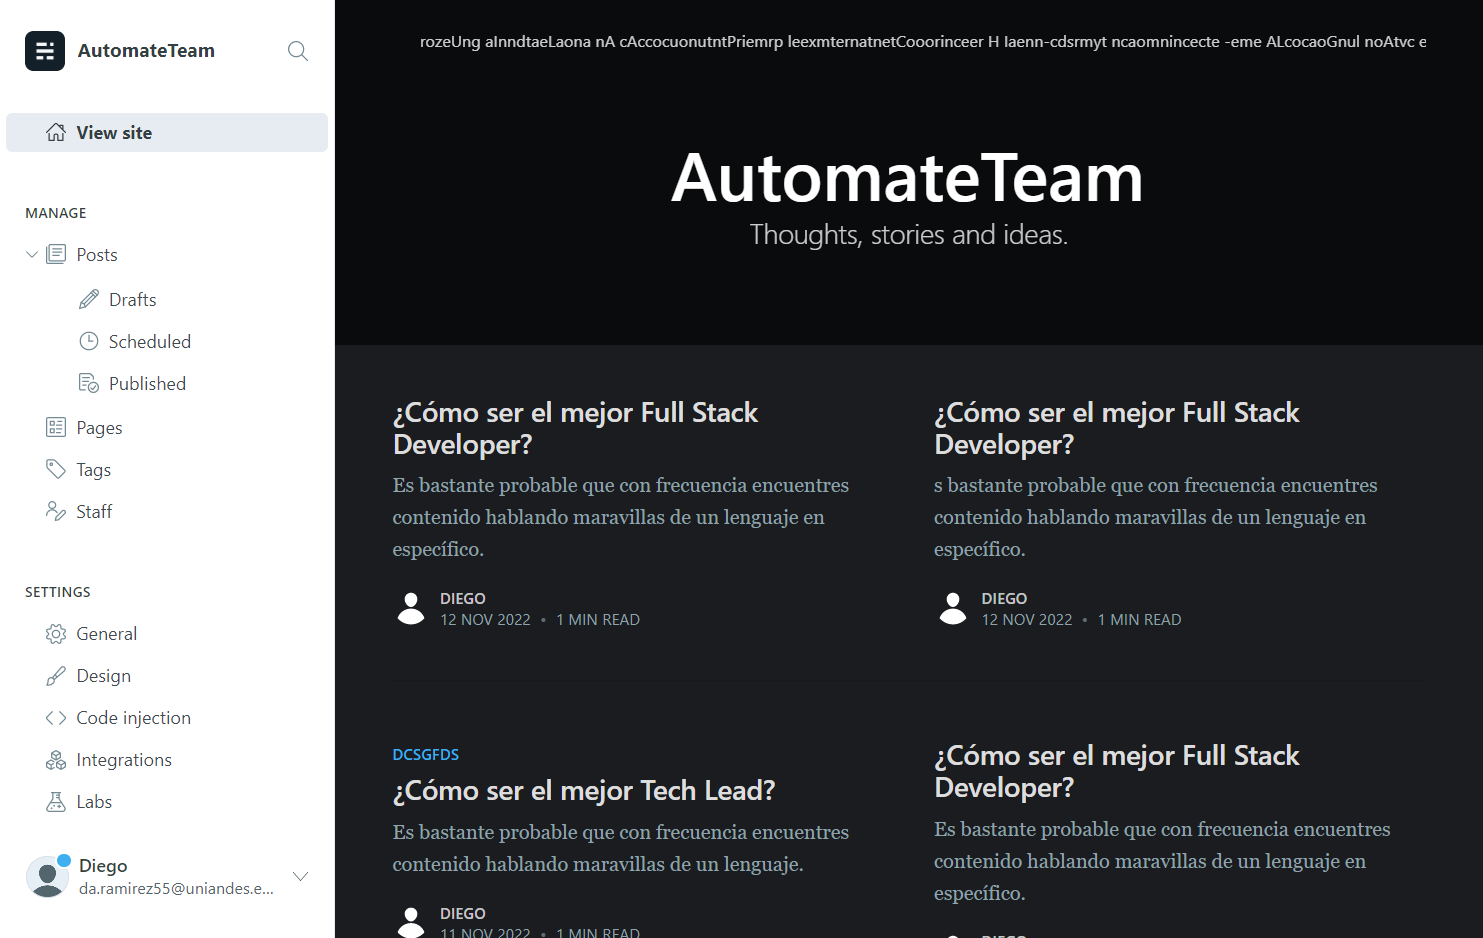 AutomateTeam
View site
MANAGE
Posts
Drafts
Scheduled
Published
Pages
Tags
Staff
SETTINGS
General
Design
Code injection
Integrations
Labs
Diego
da.ramirez55@uniandes.e...
rozeUng aInndtaeLaona nA cAccocuonutntPriemrp leexmternatnetCooorinceer H Iaenn-cdsrmyt ncaomnincecte -eme ALcocaoGnul noAtvc e
AutomateTeam
Thoughts, stories and ideas.
¿Cómo ser el mejor Full Stack
Developer?
Es bastante probable que con frecuencia encuentres
contenido hablando maravillas de un lenguaje en
específico.
DIEGO
12 NOV 2022 • 1 MIN READ
¿Cómo ser el mejor Full Stack
Developer?
s bastante probable que con frecuencia encuentres
contenido hablando maravillas de un lenguaje en
específico.
DIEGO
12 NOV 2022 • 1 MIN READ
DCSGFDS
¿Cómo ser el mejor Tech Lead?
Es bastante probable que con frecuencia encuentres
contenido hablando maravillas de un lenguaje.
DIEGO
11 NOV 2022 • 1 MIN READ
¿Cómo ser el mejor Full Stack
Developer?
Es bastante probable que con frecuencia encuentres
contenido hablando maravillas de un lenguaje en
específico.
DIEGO